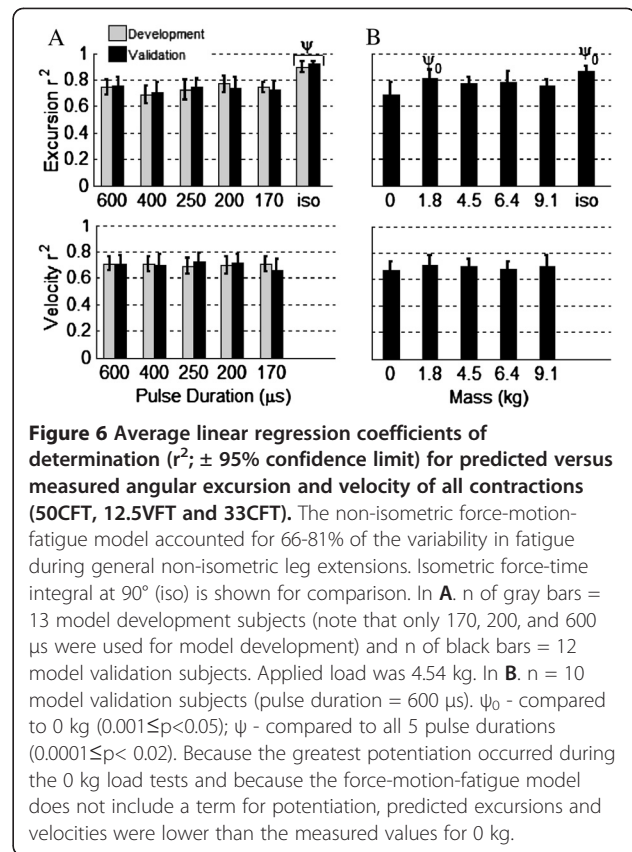 A
Development
Validation
ψ
B
Excursion r²
1
0.8
0.6
0.4
0.2
0
600 400 250 200 170 iso
ψ₀
ψ₀
0 1.8 4.5 6.4 9.1 iso
Velocity r²
1
0.8
0.6
0.4
0.2
0
600 400 250 200 170
Pulse Duration (µs)
0 1.8 4.5 6.4 9.1
Mass (kg)
Figure 6 Average linear regression coefficients of
determination (r²; ± 95% confidence limit) for predicted versus
measured angular excursion and velocity of all contractions
(50CFT, 12.5VFT and 33CFT). The non-isometric force-motion-
fatigue model accounted for 66-81% of the variability in fatigue
during general non-isometric leg extensions. Isometric force-time
integral at 90° (iso) is shown for comparison. In A. n of gray bars =
13 model development subjects (note that only 170, 200, and 600
µs were used for model development) and n of black bars = 12
model validation subjects. Applied load was 4.54 kg. In B. n = 10
model validation subjects (pulse duration = 600 µs). ψ₀ - compared
to 0 kg (0.001≤p<0.05); ψ - compared to all 5 pulse durations
(0.0001≤p< 0.02). Because the greatest potentiation occurred during
the 0 kg load tests and because the force-motion-fatigue model
does not include a term for potentiation, predicted excursions and
velocities were lower than the measured values for 0 kg.